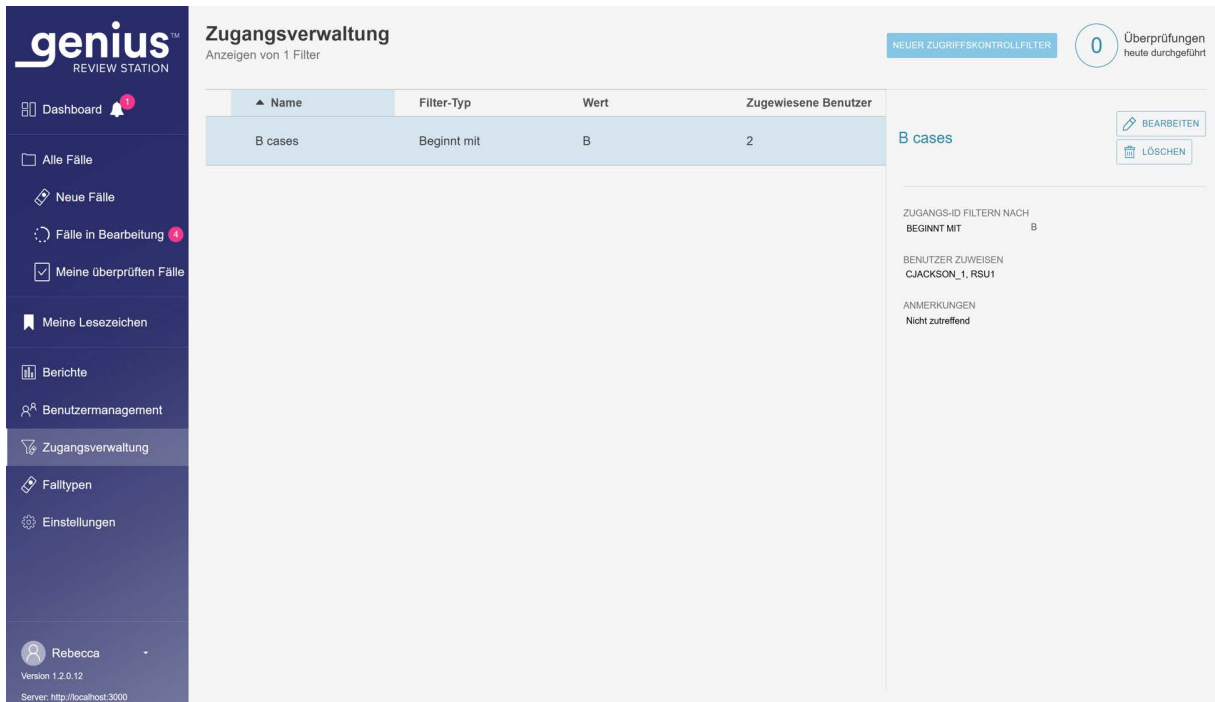 genius™
REVIEW STATION
Dashboard 1
Alle Fälle
Neue Fälle
Fälle in Bearbeitung 4
Meine überprüften Fälle
Meine Lesezeichen
Berichte
Benutzermanagement
Zugangsverwaltung
Falltypen
Einstellungen
Rebecca
Version 1.2.0.12
Server: http://localhost:3000
Zugangsverwaltung
Anzeigen von 1 Filter
NEUER ZUGRIFFSKONTROLLFILTER
0
Überprüfungen
heute durchgeführt
Name Filter-Typ Wert Zugewiesene Benutzer
B cases Beginnt mit B 2
B cases
BEARBEITEN
LÖSCHEN
ZUGANGS-ID FILTERN NACH
BEGINNT MIT B
BENUTZER ZUWEISEN
CJACKSON_1, RSU1
ANMERKUNGEN
Nicht zutreffend